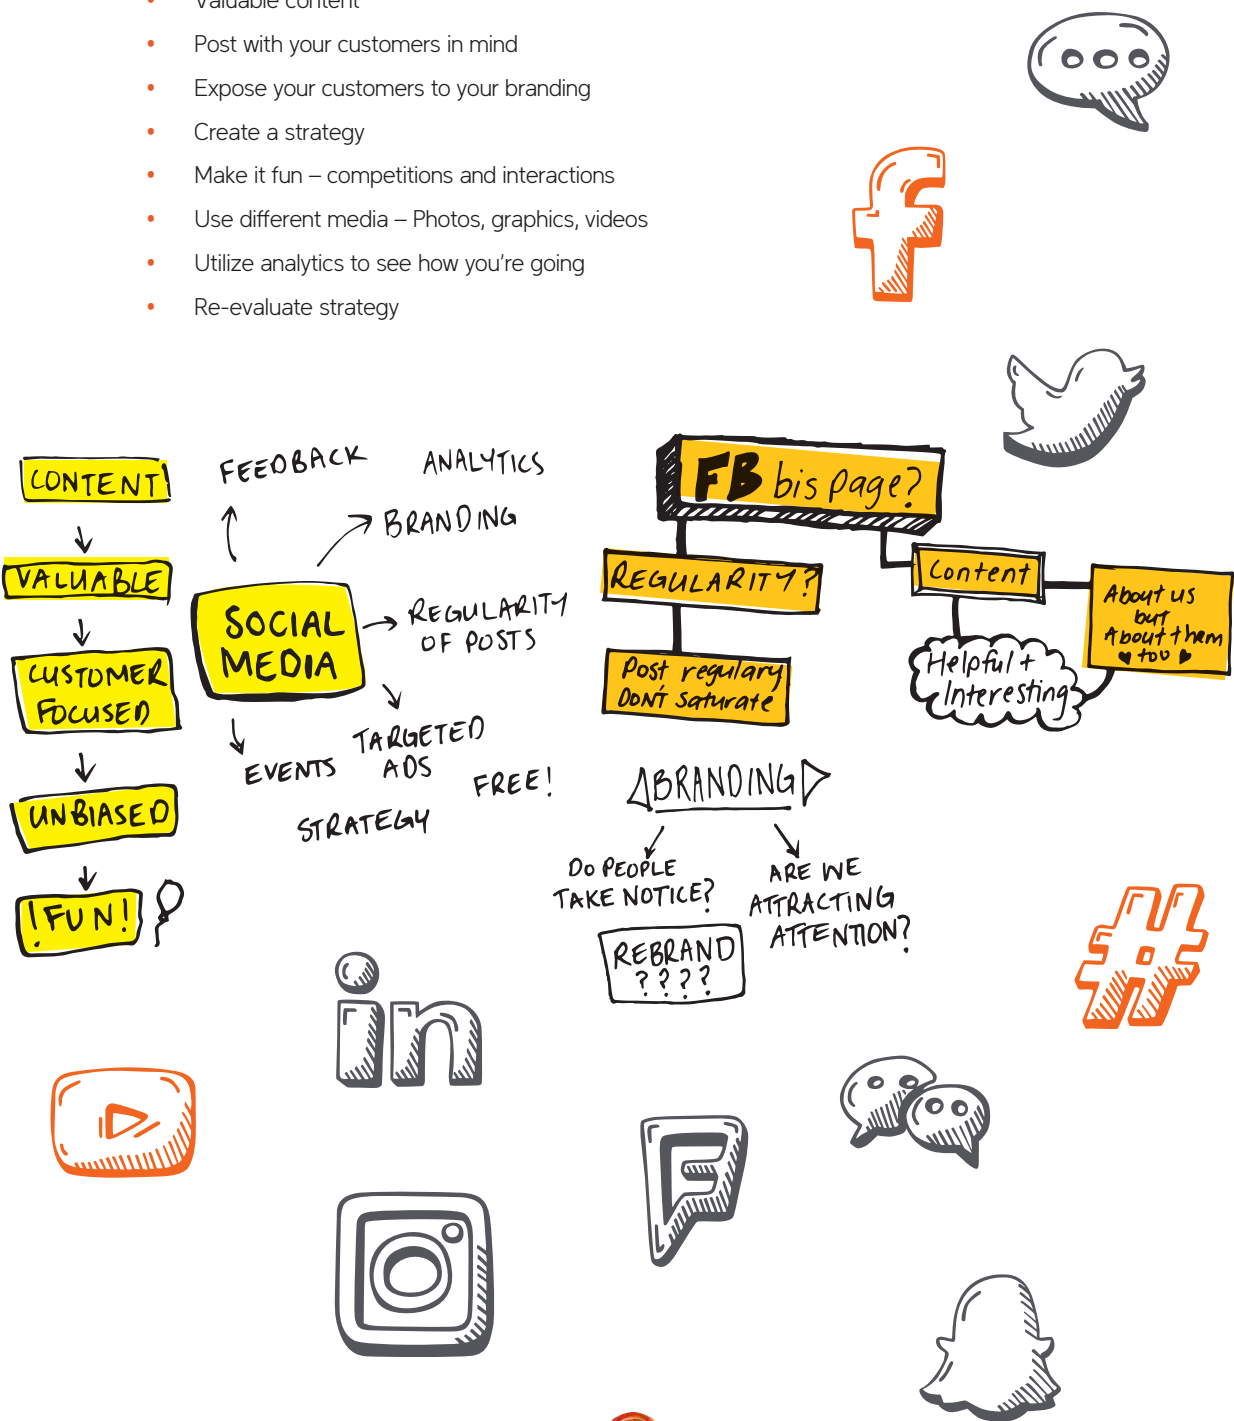 Valuable content
• Post with your customers in mind
• Expose your customers to your branding
• Create a strategy
• Make it fun – competitions and interactions
• Use different media – Photos, graphics, videos
• Utilize analytics to see how you're going
• Re-evaluate strategy
CONTENT
VALUABLE
CUSTOMER
FOCUSED
UNBIASED
!FUN!
FEEDBACK
ANALYTICS
BRANDING
SOCIAL
MEDIA
REGULARITY
OF POSTS
TARGETED
ADS
EVENTS
FREE!
STRATEGY
FB bis page?
REGULARITY?
Post regulary
DON'T Saturate
Content
About us
but
About them
too
Helpful +
Interesting
BRANDING
DO PEOPLE
TAKE NOTICE?
REBRAND
? ? ? ?
ARE WE
ATTRACTING
ATTENTION?
f
#
in